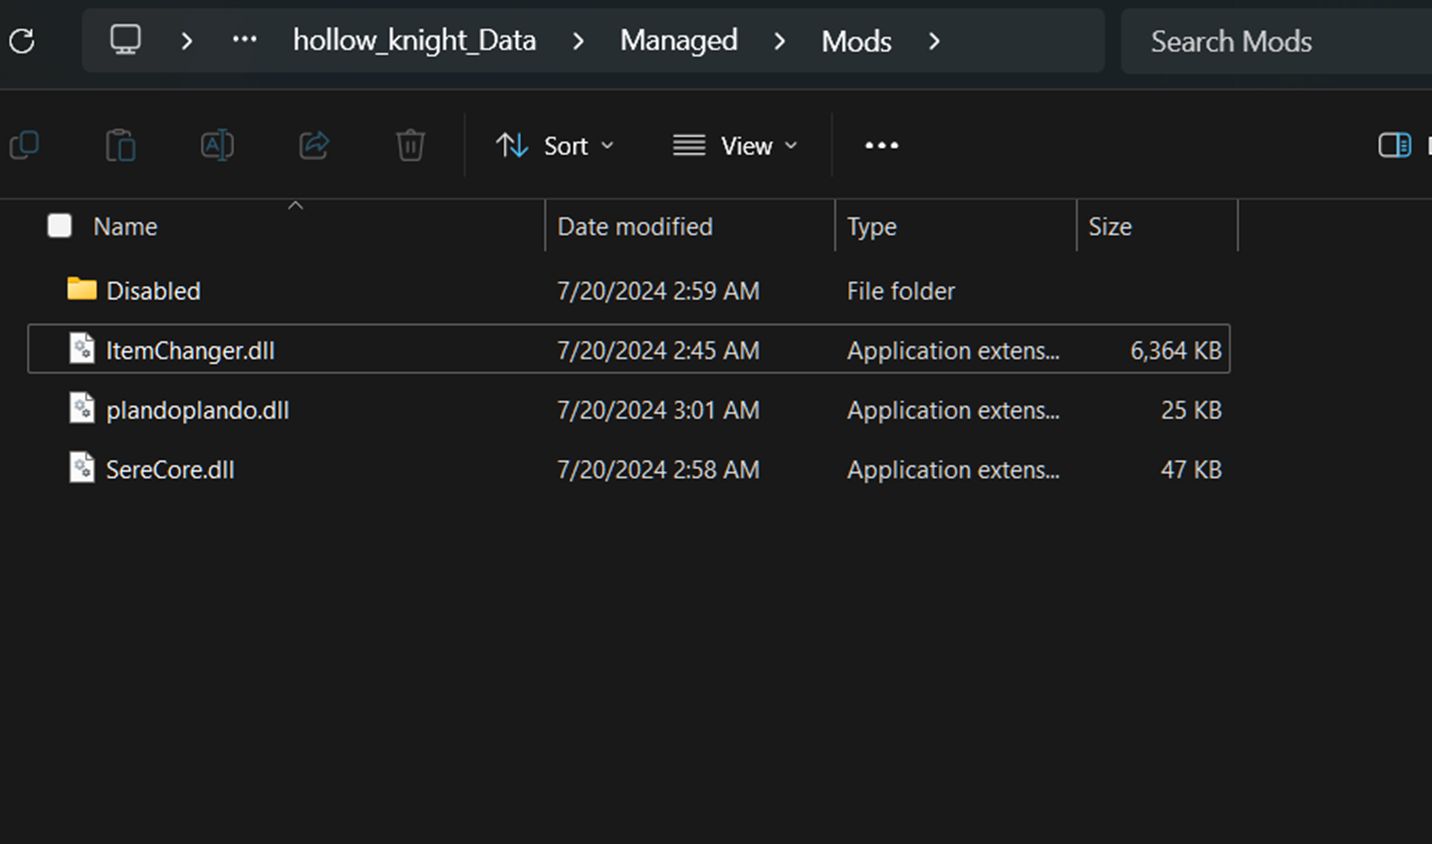 … hollow_knight_Data > Managed > Mods > Search Mods
Sort View •••
Name Date modified Type Size
Disabled 7/20/2024 2:59 AM File folder
ItemChanger.dll 7/20/2024 2:45 AM Application extens... 6,364 KB
plandoplando.dll 7/20/2024 3:01 AM Application extens... 25 KB
SereCore.dll 7/20/2024 2:58 AM Application extens... 47 KB